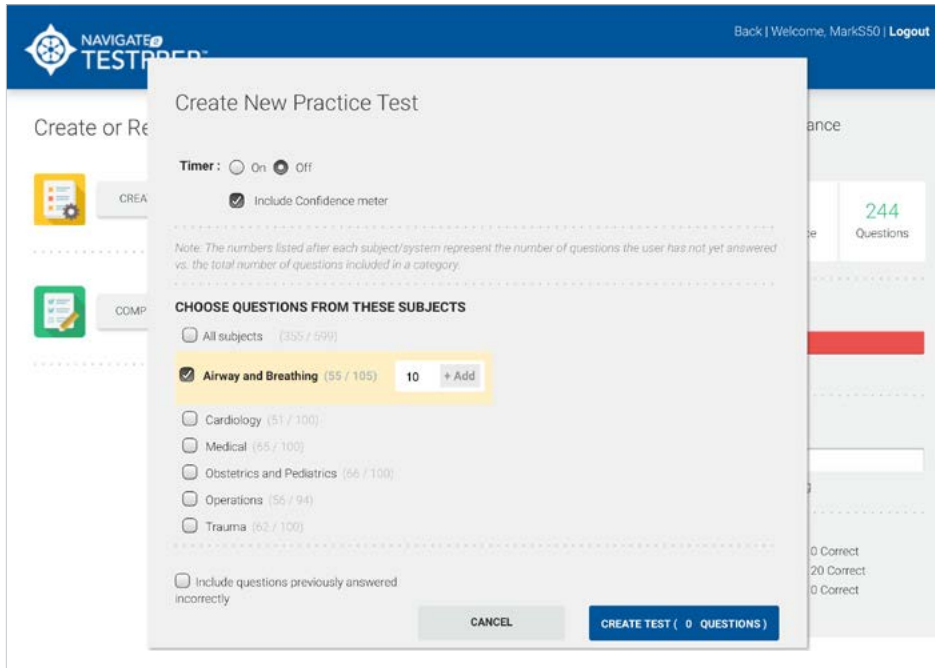 NAVIGATE 2
TESTPREP™
Back | Welcome, MarkS50 | Logout
Create or Re
ance
Create New Practice Test
Timer : On Off
Include Confidence meter
CREA
244
Questions
Note: The numbers listed after each subject/system represent the number of questions the user has not yet answered
vs. the total number of questions included in a category.
CHOOSE QUESTIONS FROM THESE SUBJECTS
COMP
All subjects (355 / 599)
Airway and Breathing (55 / 105) 10 + Add
Cardiology (51 / 100)
Medical (65 / 100)
Obstetrics and Pediatrics (66 / 100)
Operations (56 / 94)
Trauma (62 / 100)
0 Correct
20 Correct
0 Correct
Include questions previously answered
incorrectly
CANCEL
CREATE TEST ( 0 QUESTIONS )